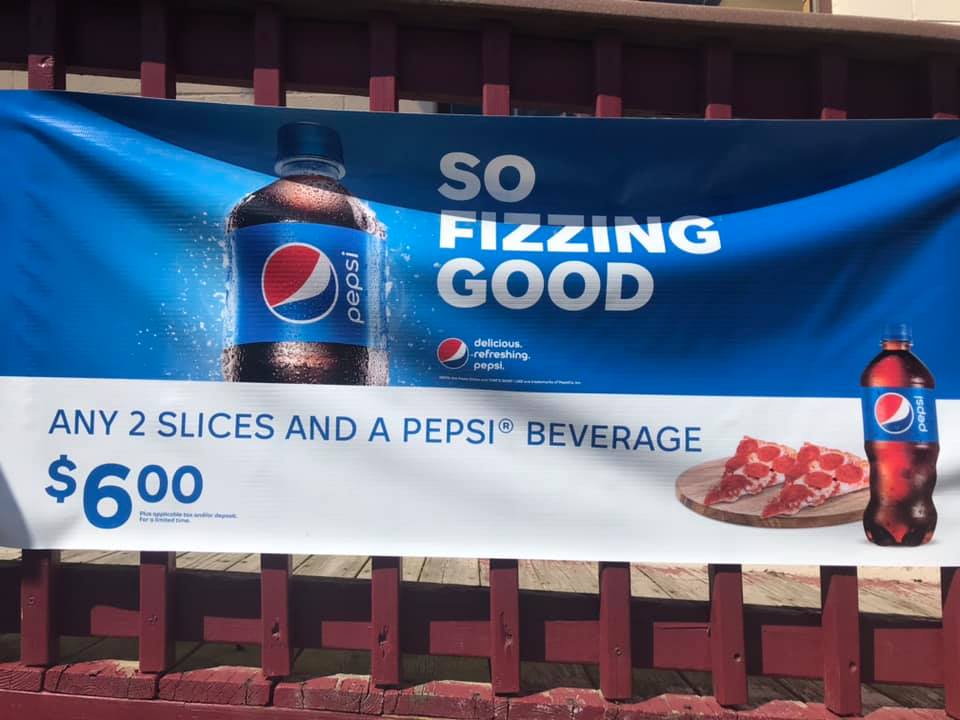 SO
FIZZING
GOOD
pepsi
delicious.
refreshing.
pepsi.
ANY 2 SLICES AND A PEPSI® BEVERAGE
$6.00
Plus applicable tax and/or deposit.
For a limited time.
pepsi